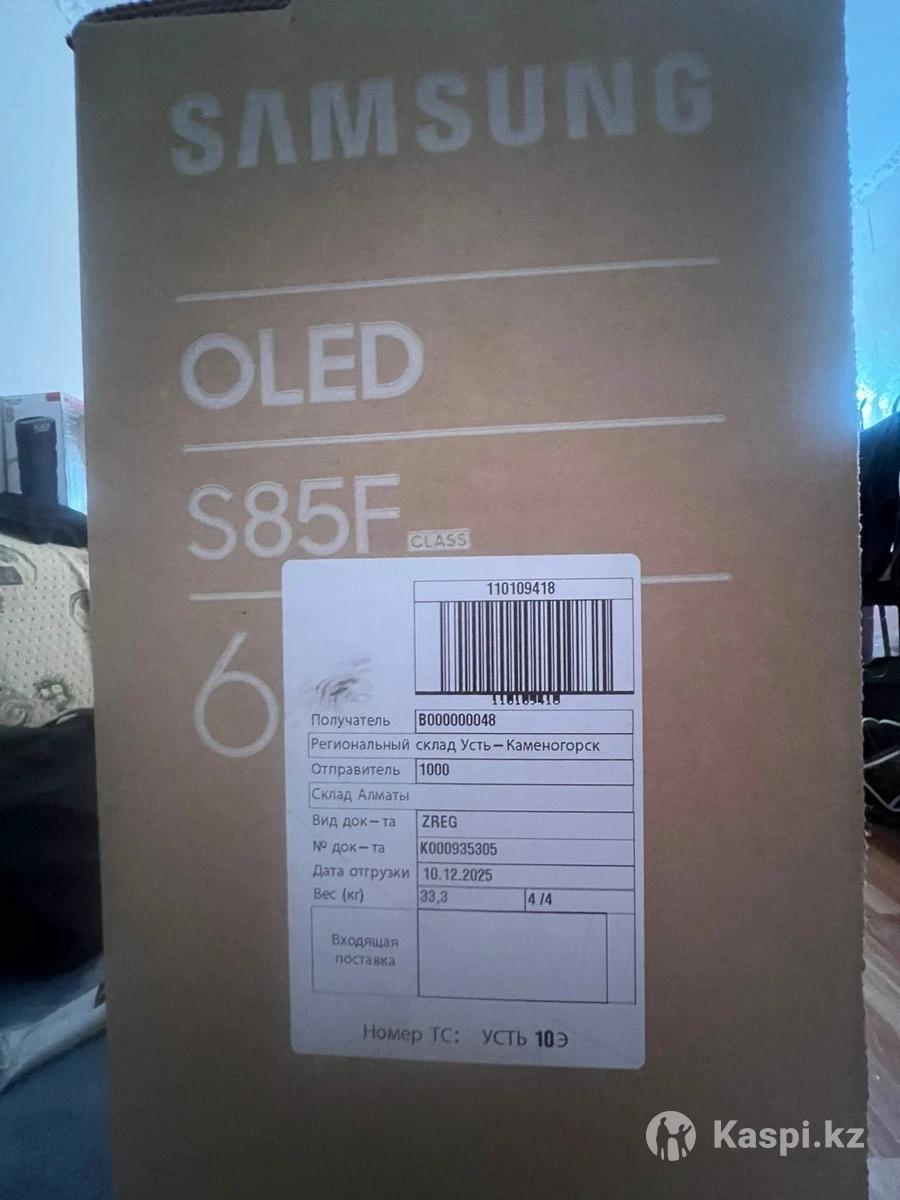 SAMSUNG
OLED
S85F CLASS
6
110109418
110109418
Получатель B000000048
Региональный склад Усть-Каменогорск
Отправитель 1000
Склад Алматы
Вид док-та ZREG
№ док-та K000935305
Дата отгрузки 10.12.2025
Вес (кг) 33,3 4 /4
Входящая
поставка
Номер ТС: УСТЬ 10Э
Kaspi.kz